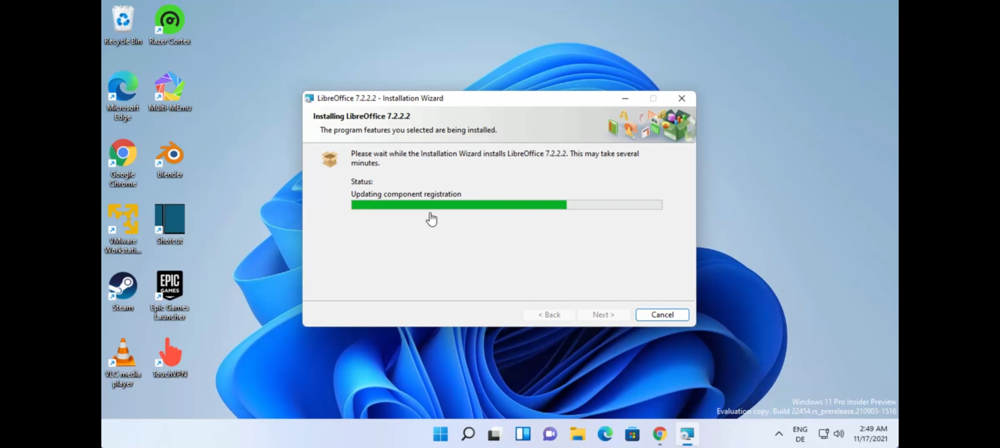 Recycle Bin
Razer Cortex
Microsoft
Edge
Multi-MEmu
Google
Chrome
blender
VMware
Workstati...
Shotcut
Steam
EPIC
GAMES
Epic Games
Launcher
VLC media
player
TouchVPN
LibreOffice 7.2.2.2 - Installation Wizard
Installing LibreOffice 7.2.2.2
The program features you selected are being installed.
Please wait while the Installation Wizard installs LibreOffice 7.2.2.2. This may take several
minutes.
Status:
Updating component registration
< Back
Next >
Cancel
Windows 11 Pro Insider Preview
Evaluation copy. Build 22454.rs_prerelease.210903-1516
ENG
DE
2:49 AM
11/17/2021